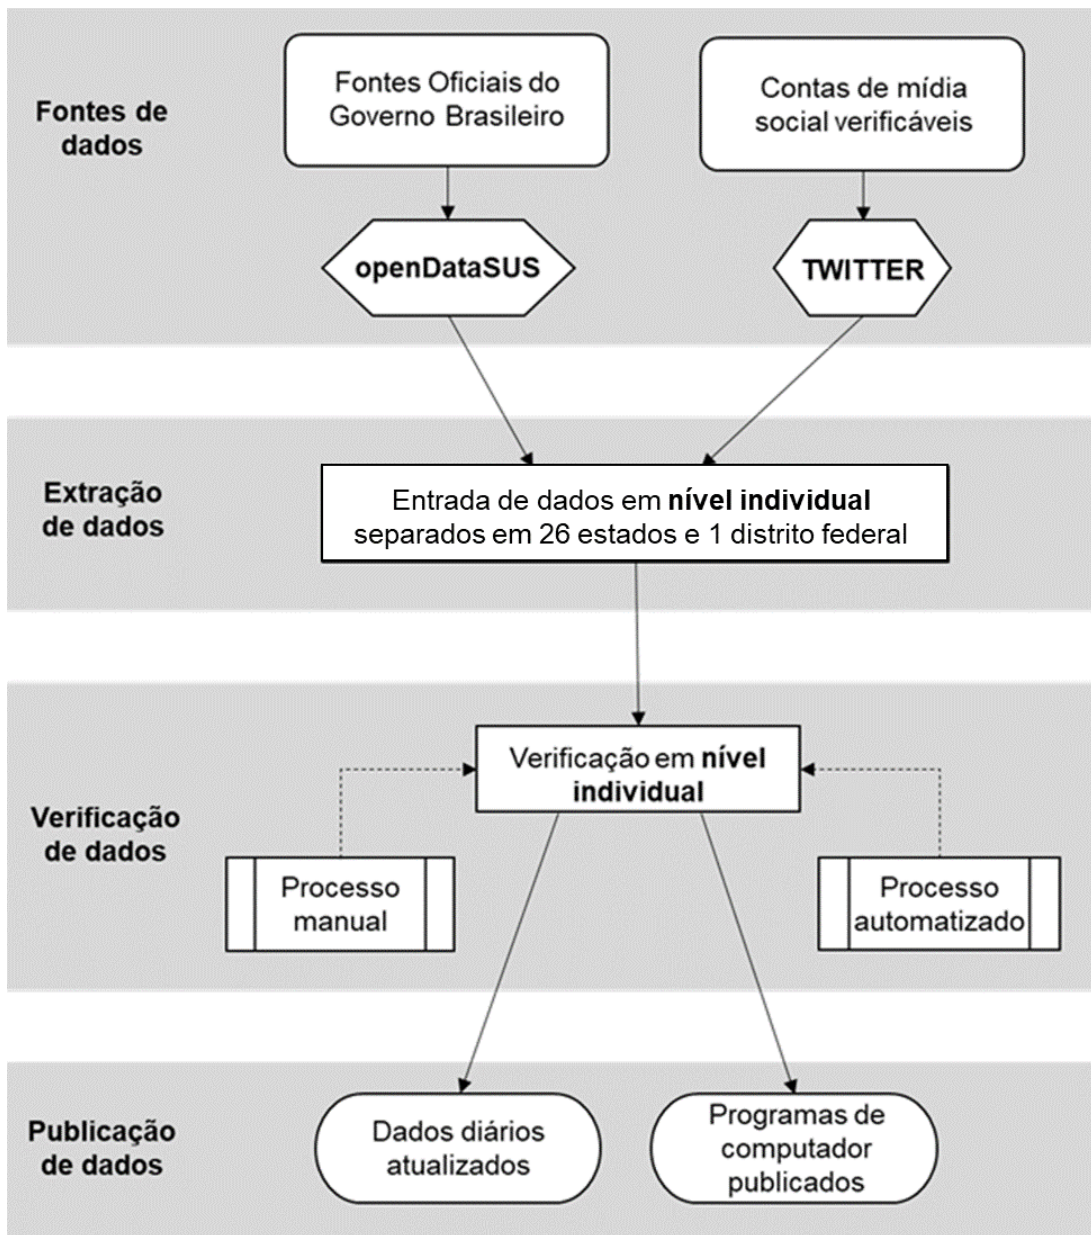 Fontes de
dados
Fontes Oficiais do
Governo Brasileiro
Contas de mídia
social verificáveis
openDataSUS
TWITTER
Extração
de dados
Entrada de dados em nível individual
separados em 26 estados e 1 distrito federal
Verificação
de dados
Verificação em nível
individual
Processo
manual
Processo
automatizado
Publicação
de dados
Dados diários
atualizados
Programas de
computador
publicados